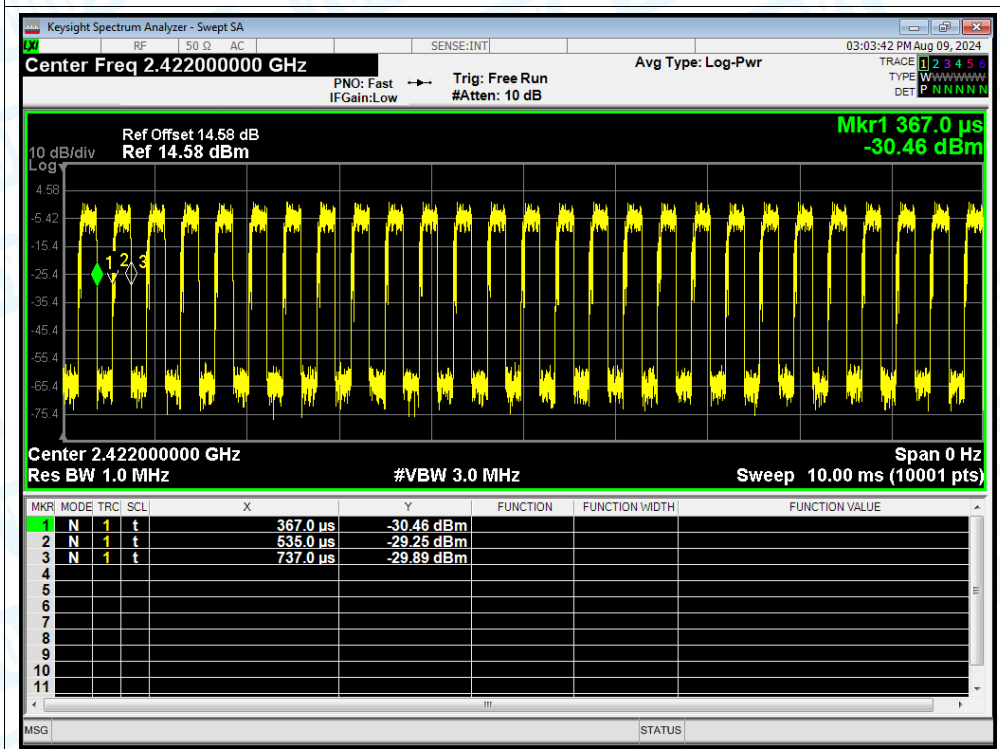 Keysight Spectrum Analyzer - Swept SA
LXI RF 50 Ω AC SENSE:INT 03:03:42 PM Aug 09, 2024
Center Freq 2.422000000 GHz Avg Type: Log-Pwr TRACE 1 2 3 4 5 6
PNO: Fast Trig: Free Run TYPE WWWWWW
IFGain:Low #Atten: 10 dB DET P N N N N N
Mkr1 367.0 µs
Ref Offset 14.58 dB -30.46 dBm
10 dB/div Ref 14.58 dBm
Log
4.58
-5.42
-15.4
1 2 3
-25.4
-35.4
-45.4
-55.4
-65.4
-75.4
Center 2.422000000 GHz Span 0 Hz
Res BW 1.0 MHz #VBW 3.0 MHz Sweep 10.00 ms (10001 pts)
MKR MODE TRC SCL X Y FUNCTION FUNCTION WIDTH FUNCTION VALUE
1 N 1 t 367.0 µs -30.46 dBm
2 N 1 t 535.0 µs -29.25 dBm
3 N 1 t 737.0 µs -29.89 dBm
4
5
6
7
8
9
10
11
MSG STATUS